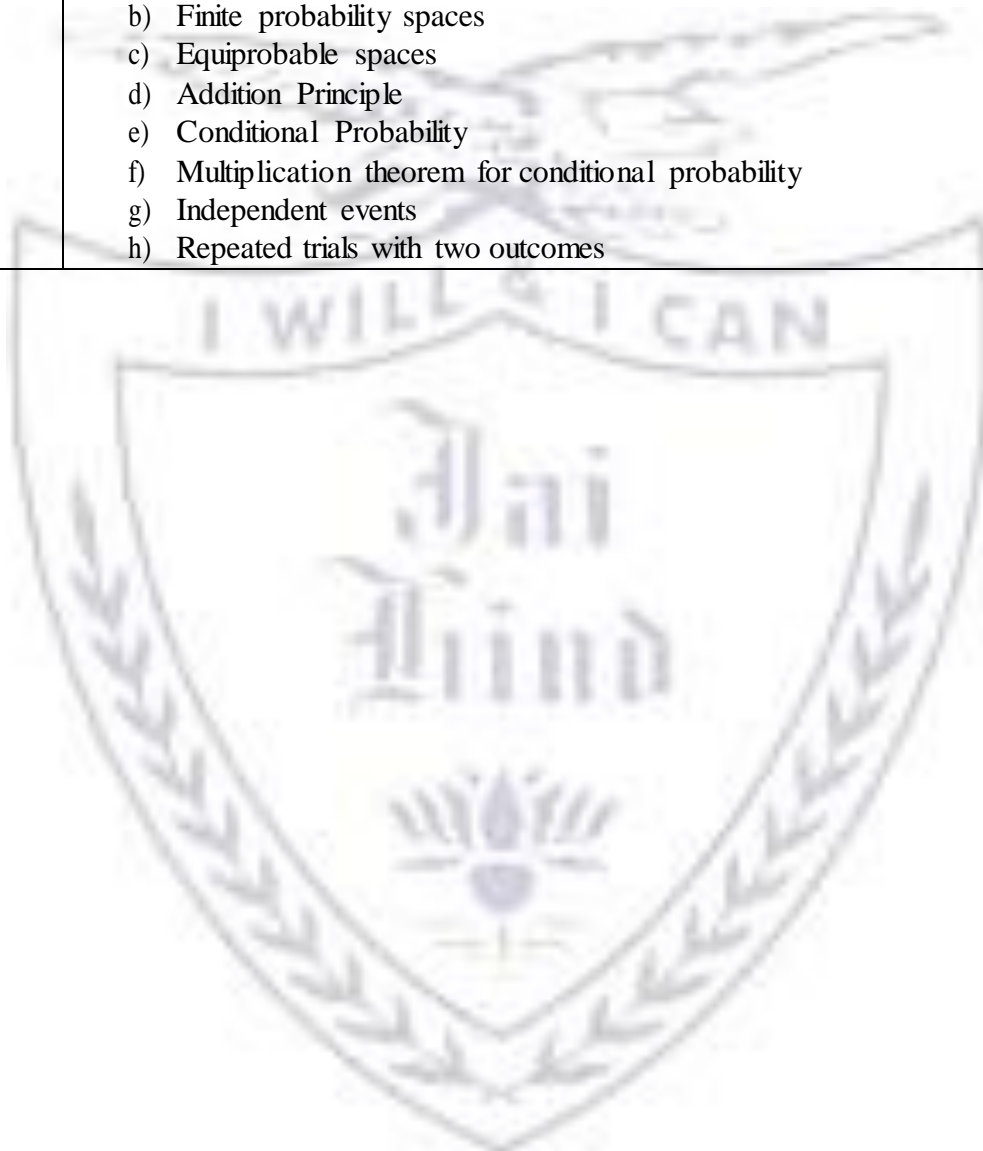 b) Finite probability spaces
c) Equiprobable spaces
d) Addition Principle
e) Conditional Probability
f) Multiplication theorem for conditional probability
g) Independent events
h) Repeated trials with two outcomes
I WILL & I CAN
Jai
Hind